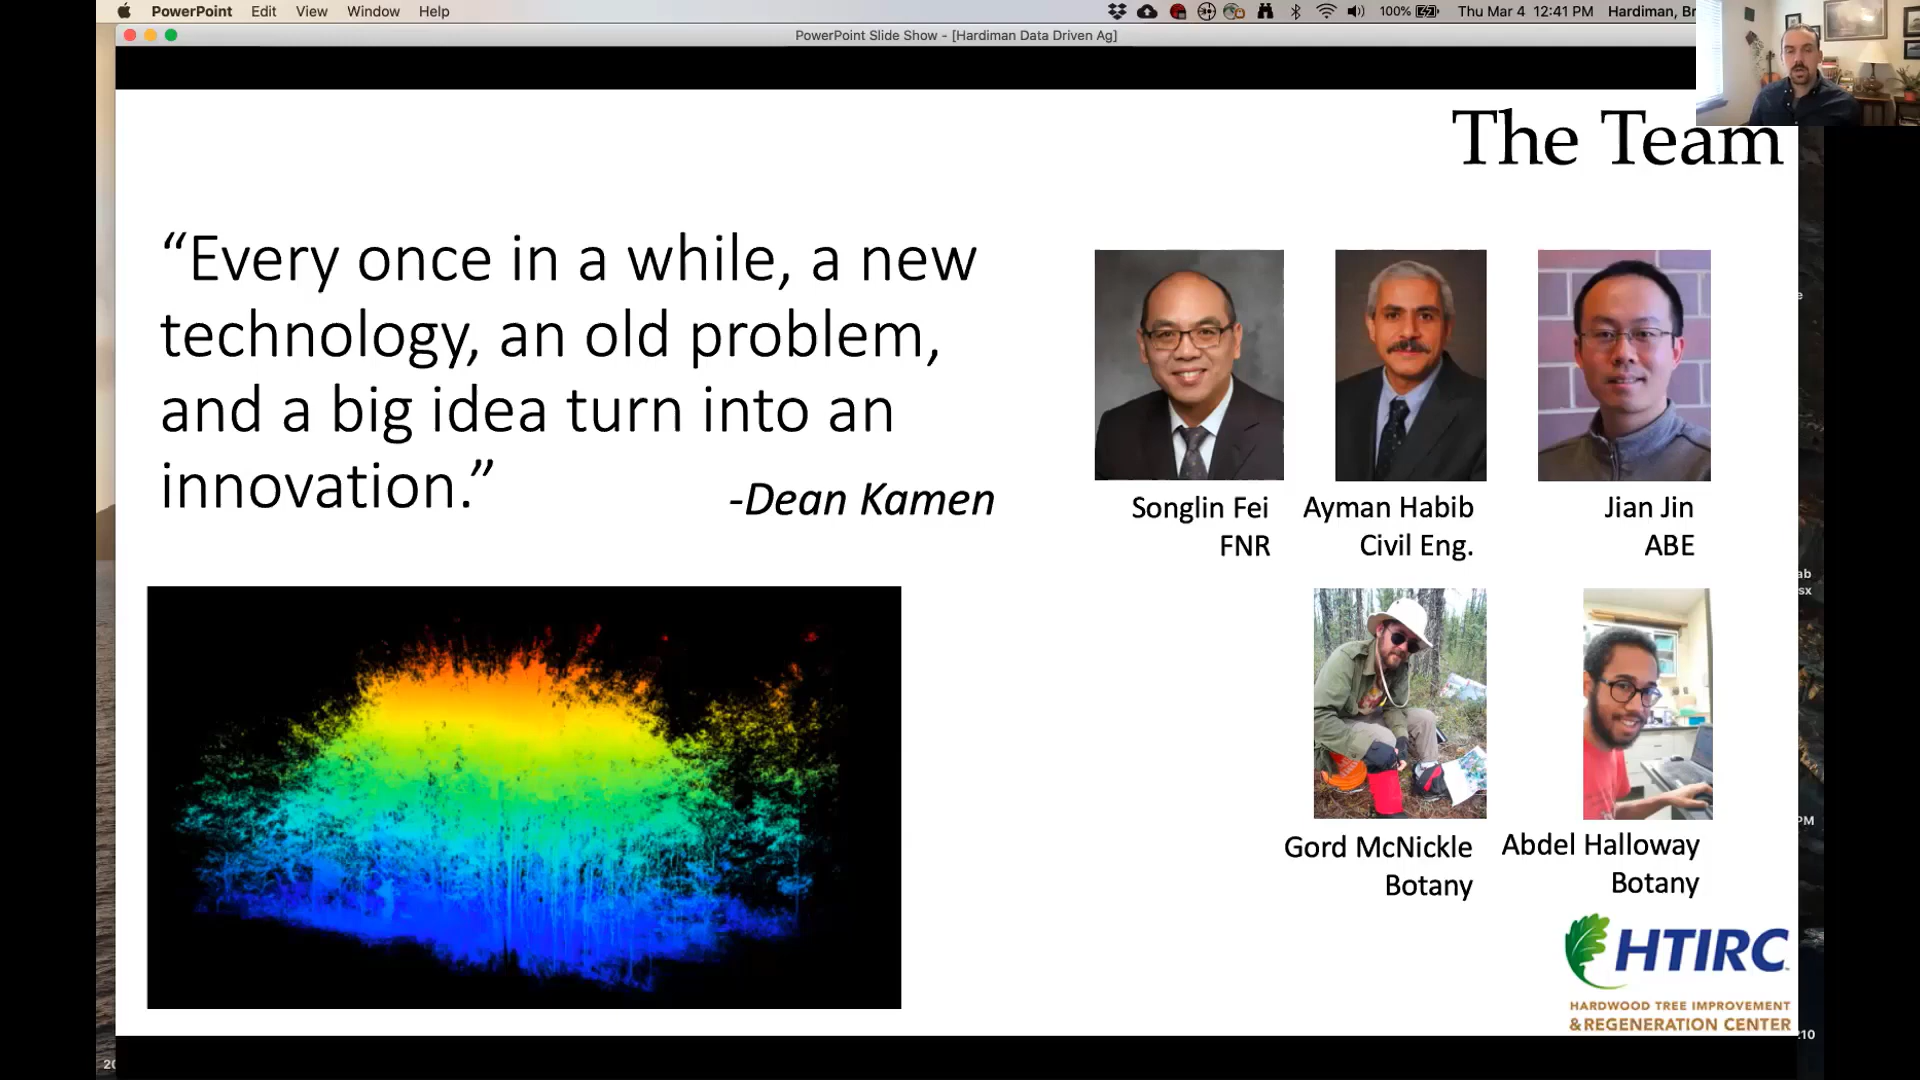 PowerPoint Edit View Window Help
100% Thu Mar 4 12:41 PM Hardiman, Br
PowerPoint Slide Show - [Hardiman Data Driven Ag]
The Team
“Every once in a while, a new
technology, an old problem,
and a big idea turn into an
innovation.”
-Dean Kamen
Songlin Fei
FNR
Ayman Habib
Civil Eng.
Jian Jin
ABE
Gord McNickle
Botany
Abdel Halloway
Botany
HTIRC
HARDWOOD TREE IMPROVEMENT
& REGENERATION CENTER